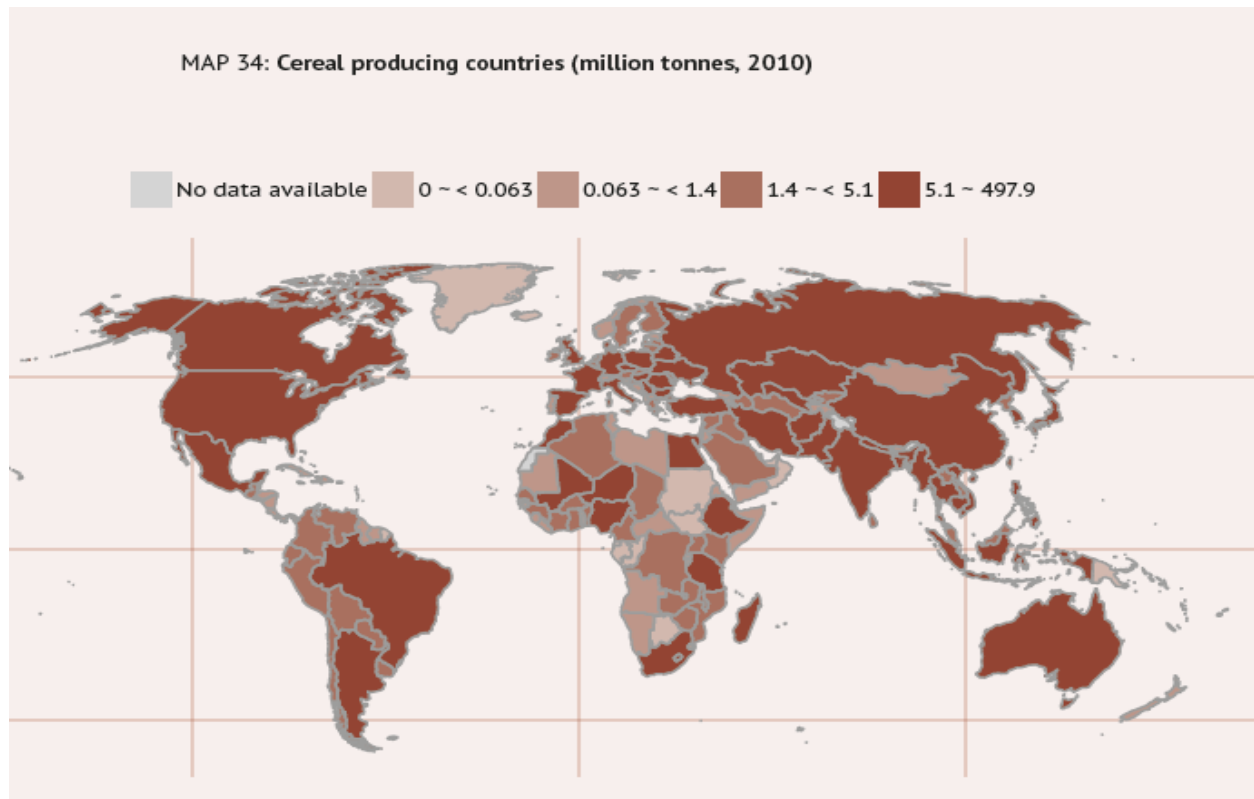 MAP 34: Cereal producing countries (million tonnes, 2010)
No data available 0 ~ < 0.063 0.063 ~ < 1.4 1.4 ~ < 5.1 5.1 ~ 497.9